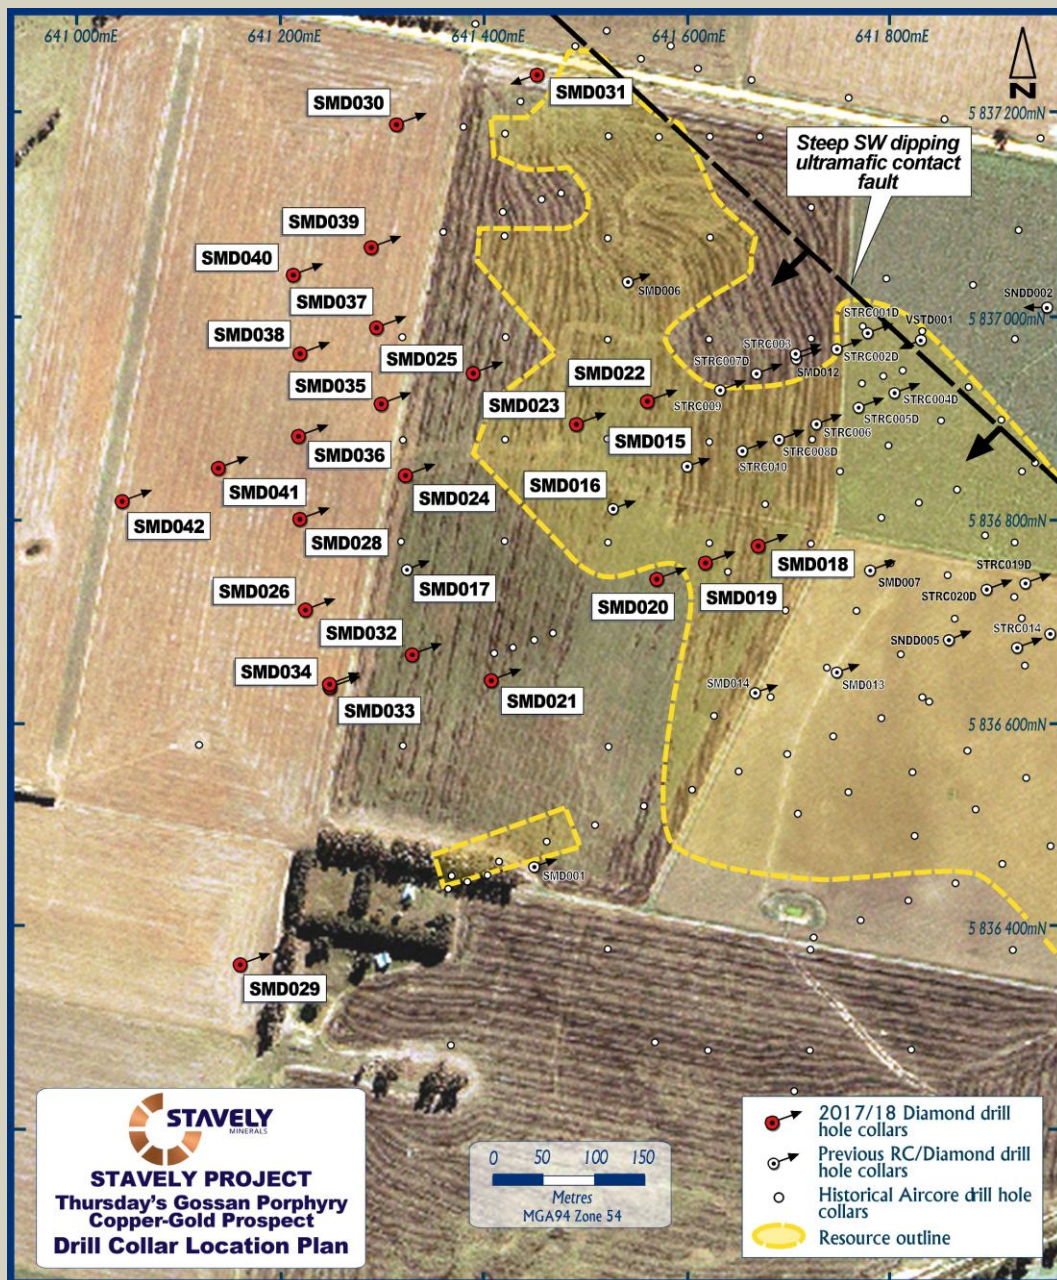 641 000mE
641 200mE
641 400mE
641 600mE
641 800mE
N
SMD031
SMD030
5 837 200mN
Steep SW dipping
ultramafic contact
fault
SMD039
SMD040
SMD037
SMD006
SNDD002
STRC001D
5 837 000mN
VSTD001
SMD038
SMD025
STRC003
STRC007D
STRC002D
SMD012
SMD022
SMD035
SMD023
STRC009
STRC004D
STRC005D
STRC006
SMD015
STRC008D
SMD036
STRC010
SMD016
SMD041
SMD024
SMD042
SMD028
5 836 800mN
SMD018
SMD017
SMD019
SMD020
SMD007
STRC019D
STRC020D
SMD026
SMD032
SNDD005
STRC014
SMD034
SMD033
SMD021
SMD014
SMD013
5 836 600mN
SMD001
5 836 400mN
SMD029
STAVELY
MINERALS
STAVELY PROJECT
Thursday's Gossan Porphyry
Copper-Gold Prospect
Drill Collar Location Plan
0 50 100 150
Metres
MGA94 Zone 54
2017/18 Diamond drill
hole collars
Previous RC/Diamond drill
hole collars
Historical Aircore drill hole
collars
Resource outline